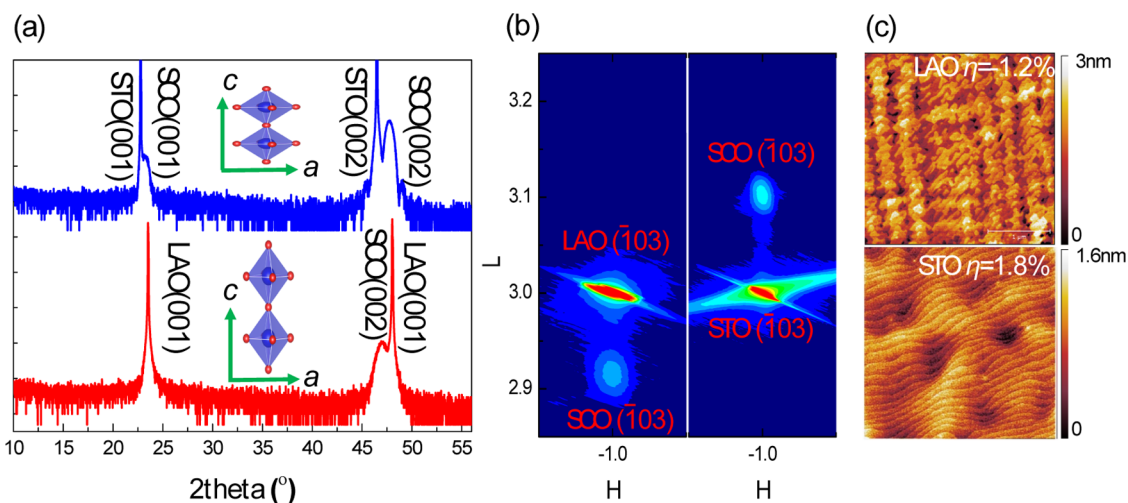 (a)
STO(001)
SCO(001)
STO(002)
SCO(002)
c
a
LAO(001)
SCO(002)
LAO(001)
c
a
10 15 20 25 30 35 40 45 50 55
2theta (°)
(b)
3.2
3.1
3.0
2.9
L
LAO (1̄03)
SCO (1̄03)
SCO (1̄03)
STO (1̄03)
-1.0
-1.0
H
H
(c)
LAO η=-1.2%
3nm
0
STO η=1.8%
1.6nm
0